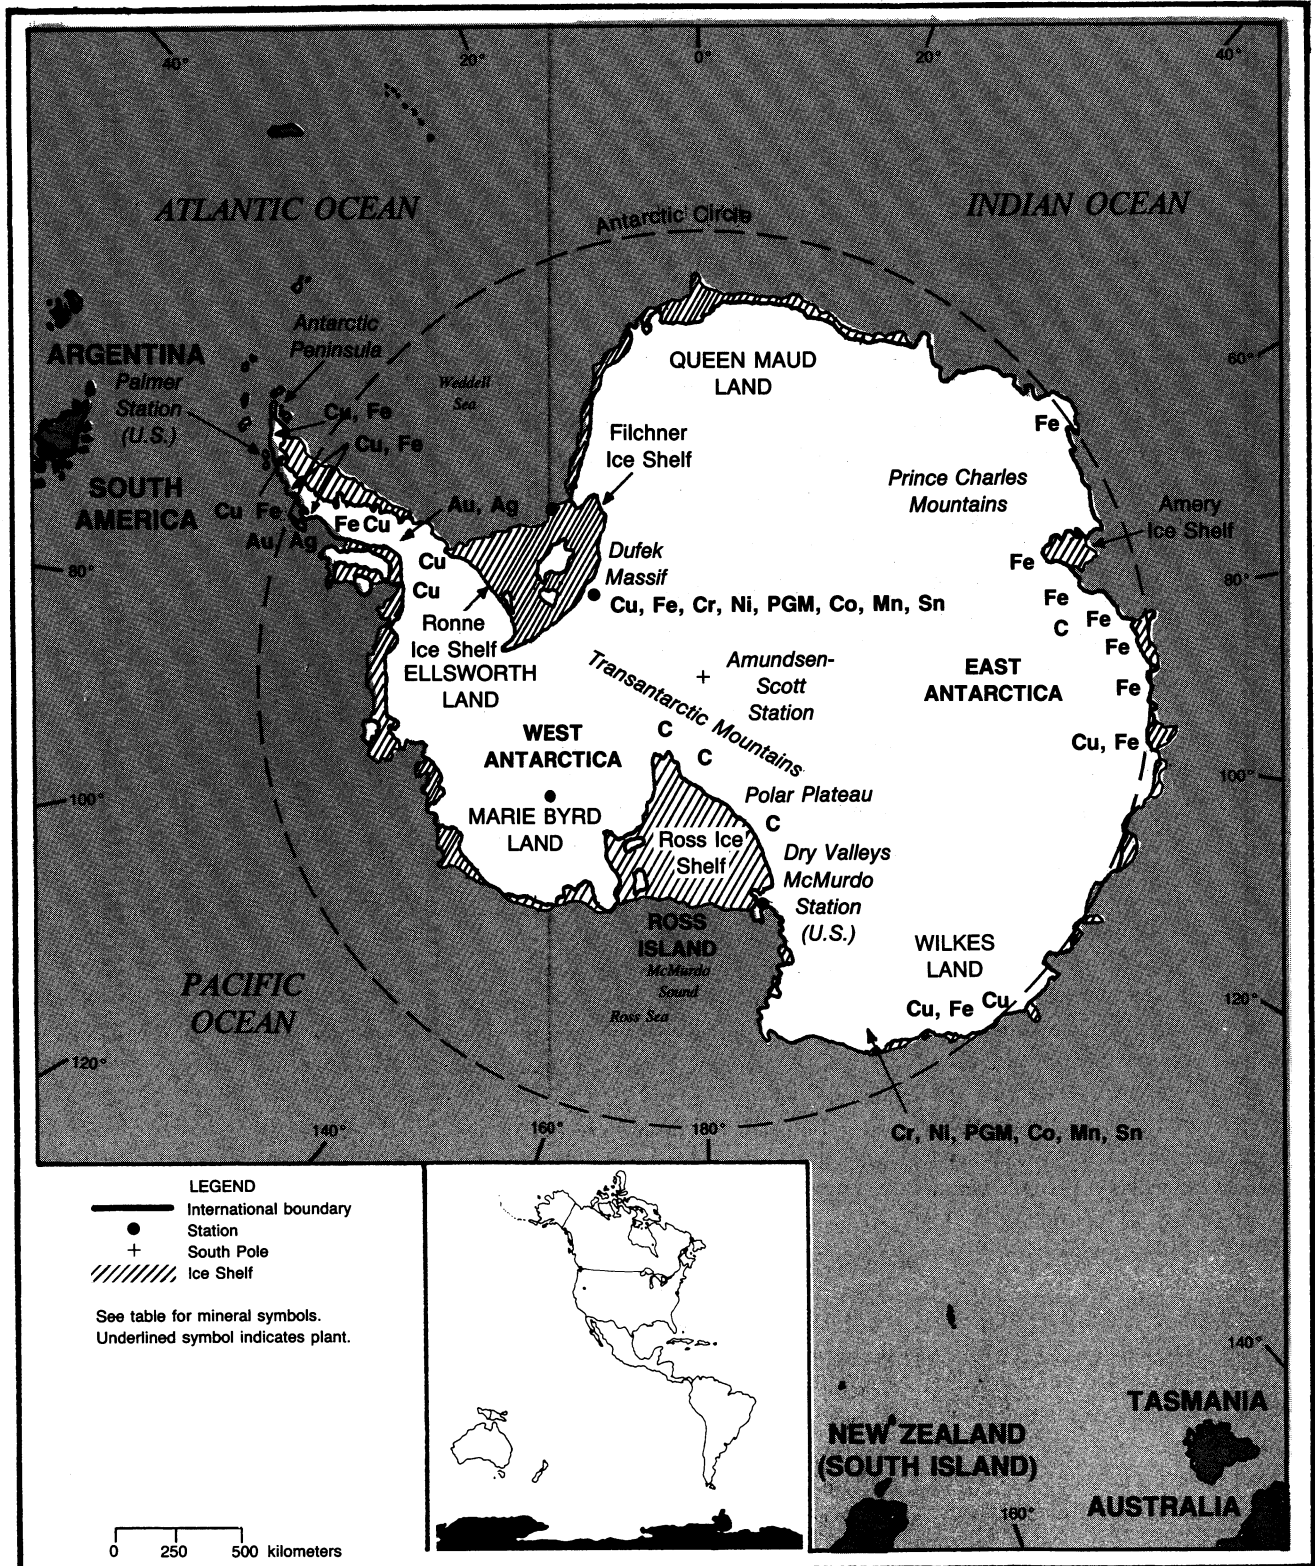 40°
20°
0°
20°
40°
ATLANTIC OCEAN
INDIAN OCEAN
Antarctic Circle
Antarctic
Peninsula
ARGENTINA
Palmer
Station
(U.S.)
Weddell
Sea
QUEEN MAUD
LAND
60°
Cu, Fe
Cu, Fe
Fe
Filchner
Ice Shelf
SOUTH
AMERICA
Prince Charles
Mountains
Amery
Ice Shelf
Cu Fe
Au, Ag
Fe Cu
Au/Ag
Cu
Cu
80°
Dufek
Massif
Cu, Fe, Cr, Ni, PGM, Co, Mn, Sn
Fe
80°
Fe
C
Fe
Fe
Ronne
Ice Shelf
ELLSWORTH
LAND
Transantarctic Mountains
Amundsen-
Scott
Station
EAST
ANTARCTICA
Fe
WEST
ANTARCTICA
C
C
Cu, Fe
100°
100°
Polar Plateau
MARIE BYRD
LAND
C
Ross Ice
Shelf
Dry Valleys
McMurdo
Station
(U.S.)
ROSS
ISLAND
McMurdo
Sound
Ross Sea
WILKES
LAND
PACIFIC
OCEAN
Cu, Fe
Cu
120°
120°
140°
160°
180°
Cr, Ni, PGM, Co, Mn, Sn
LEGEND
International boundary
Station
South Pole
Ice Shelf
See table for mineral symbols.
Underlined symbol indicates plant.
0 250 500 kilometers
140°
TASMANIA
NEW ZEALAND
(SOUTH ISLAND)
AUSTRALIA
160°